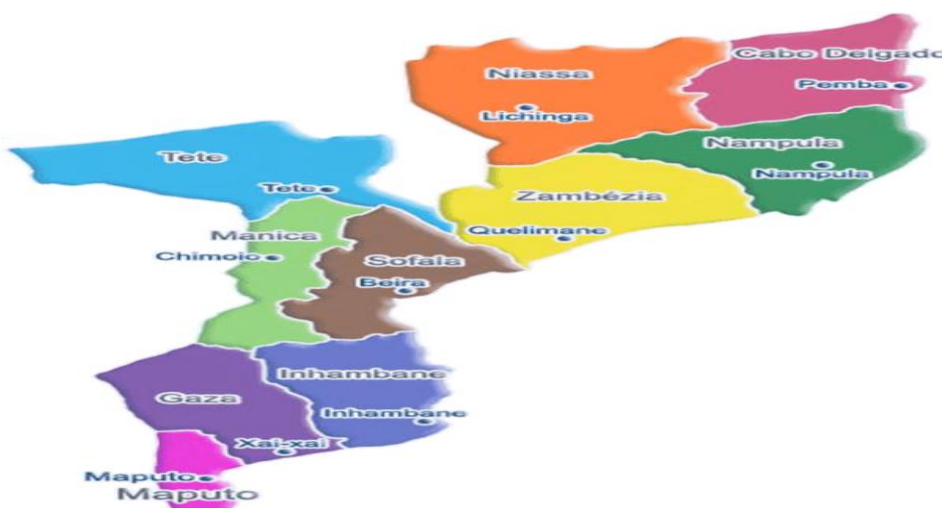 Cabo Delgado
Niassa
Pemba
Lichinga
Nampula
Tete
Nampula
Tete
Zambézia
Quelimane
Manica
Chimoio
Sofala
Beira
Inhambane
Gaza
Inhambane
Xai-xai
Maputo
Maputo